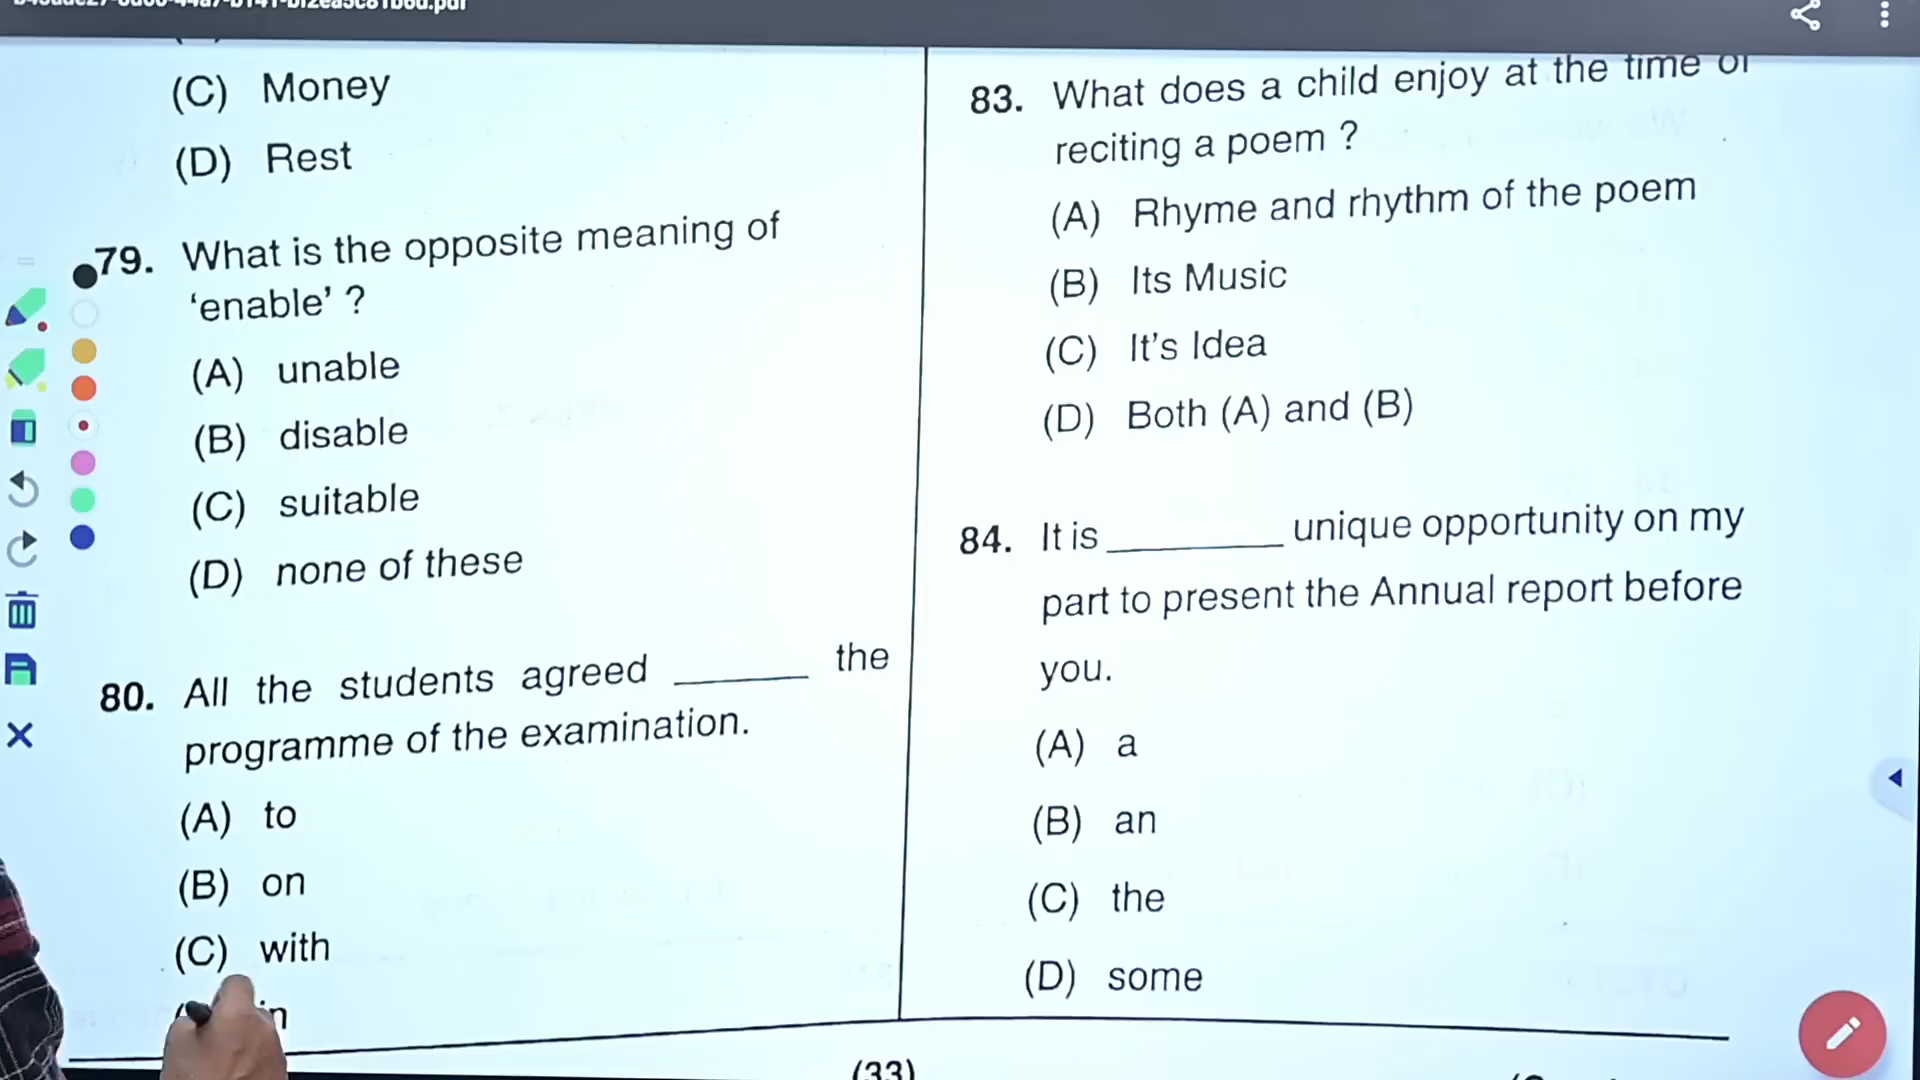 (C) Money
(D) Rest
79. What is the opposite meaning of
‘enable’ ?
(A) unable
(B) disable
(C) suitable
(D) none of these
80. All the students agreed ________ the
programme of the examination.
(A) to
(B) on
(C) with
in
83. What does a child enjoy at the time of
reciting a poem ?
(A) Rhyme and rhythm of the poem
(B) Its Music
(C) It’s Idea
(D) Both (A) and (B)
84. It is ________ unique opportunity on my
part to present the Annual report before
you.
(A) a
(B) an
(C) the
(D) some
(33)